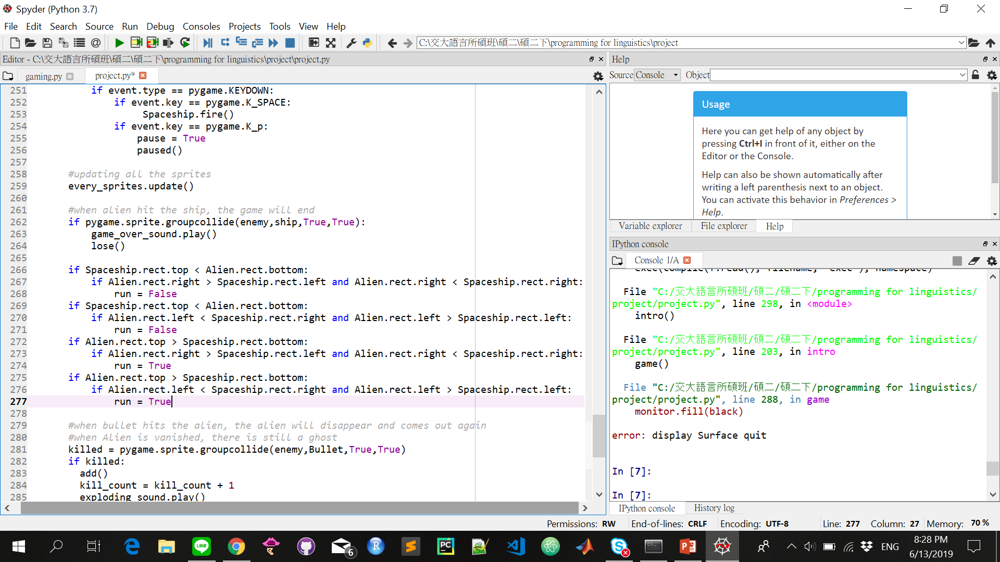 Spyder (Python 3.7)
File Edit Search Source Run Debug Consoles Projects Tools View Help
C:\交大語言所碩班\碩二\碩二下\programming for linguistics\project
Editor - C:\交大語言所碩班\碩二\碩二下\programming for linguistics\project\project.py
gaming.py project.py*
251 if event.type == pygame.KEYDOWN:
252 if event.key == pygame.K_SPACE:
253 Spaceship.fire()
254 if event.key == pygame.K_p:
255 pause = True
256 paused()
257
258 #updating all the sprites
259 every_sprites.update()
260
261 #when alien hit the ship, the game will end
262 if pygame.sprite.groupcollide(enemy,ship,True,True):
263 game_over_sound.play()
264 lose()
265
266 if Spaceship.rect.top < Alien.rect.bottom:
267 if Alien.rect.right > Spaceship.rect.left and Alien.rect.right < Spaceship.rect.right:
268 run = False
269 if Spaceship.rect.top < Alien.rect.bottom:
270 if Alien.rect.left < Spaceship.rect.right and Alien.rect.left > Spaceship.rect.left:
271 run = False
272 if Alien.rect.top > Spaceship.rect.bottom:
273 if Alien.rect.right > Spaceship.rect.left and Alien.rect.right < Spaceship.rect.right:
274 run = True
275 if Alien.rect.top > Spaceship.rect.bottom:
276 if Alien.rect.left < Spaceship.rect.right and Alien.rect.left > Spaceship.rect.left:
277 run = True
278
279 #when bullet hits the alien, the alien will disappear and comes out again
280 #when Alien is vanished, there is still a ghost
281 killed = pygame.sprite.groupcollide(enemy,Bullet,True,True)
282 if killed:
283 add()
284 kill_count = kill_count + 1
285 exploding_sound.play()
Help
Source Console Object
Usage
Here you can get help of any object by
pressing Ctrl+I in front of it, either on the
Editor or the Console.
Help can also be shown automatically after
writing a left parenthesis next to an object.
You can activate this behavior in Preferences >
Help.
Variable explorer File explorer Help
IPython console
Console 1/A
exec(compile(f.read(), filename, 'exec'), namespace)
File "C:/交大語言所碩班/碩二/碩二下/programming for linguistics/
project/project.py", line 298, in <module>
intro()
File "C:/交大語言所碩班/碩二/碩二下/programming for linguistics/
project/project.py", line 203, in intro
game()
File "C:/交大語言所碩班/碩二/碩二下/programming for linguistics/
project/project.py", line 288, in game
monitor.fill(black)
error: display Surface quit
In [7]:
In [7]:
IPython console History log
Permissions: RW End-of-lines: CRLF Encoding: UTF-8 Line: 277 Column: 27 Memory: 70 %
LINE 6 R PC S ENG
8:28 PM
6/13/2019